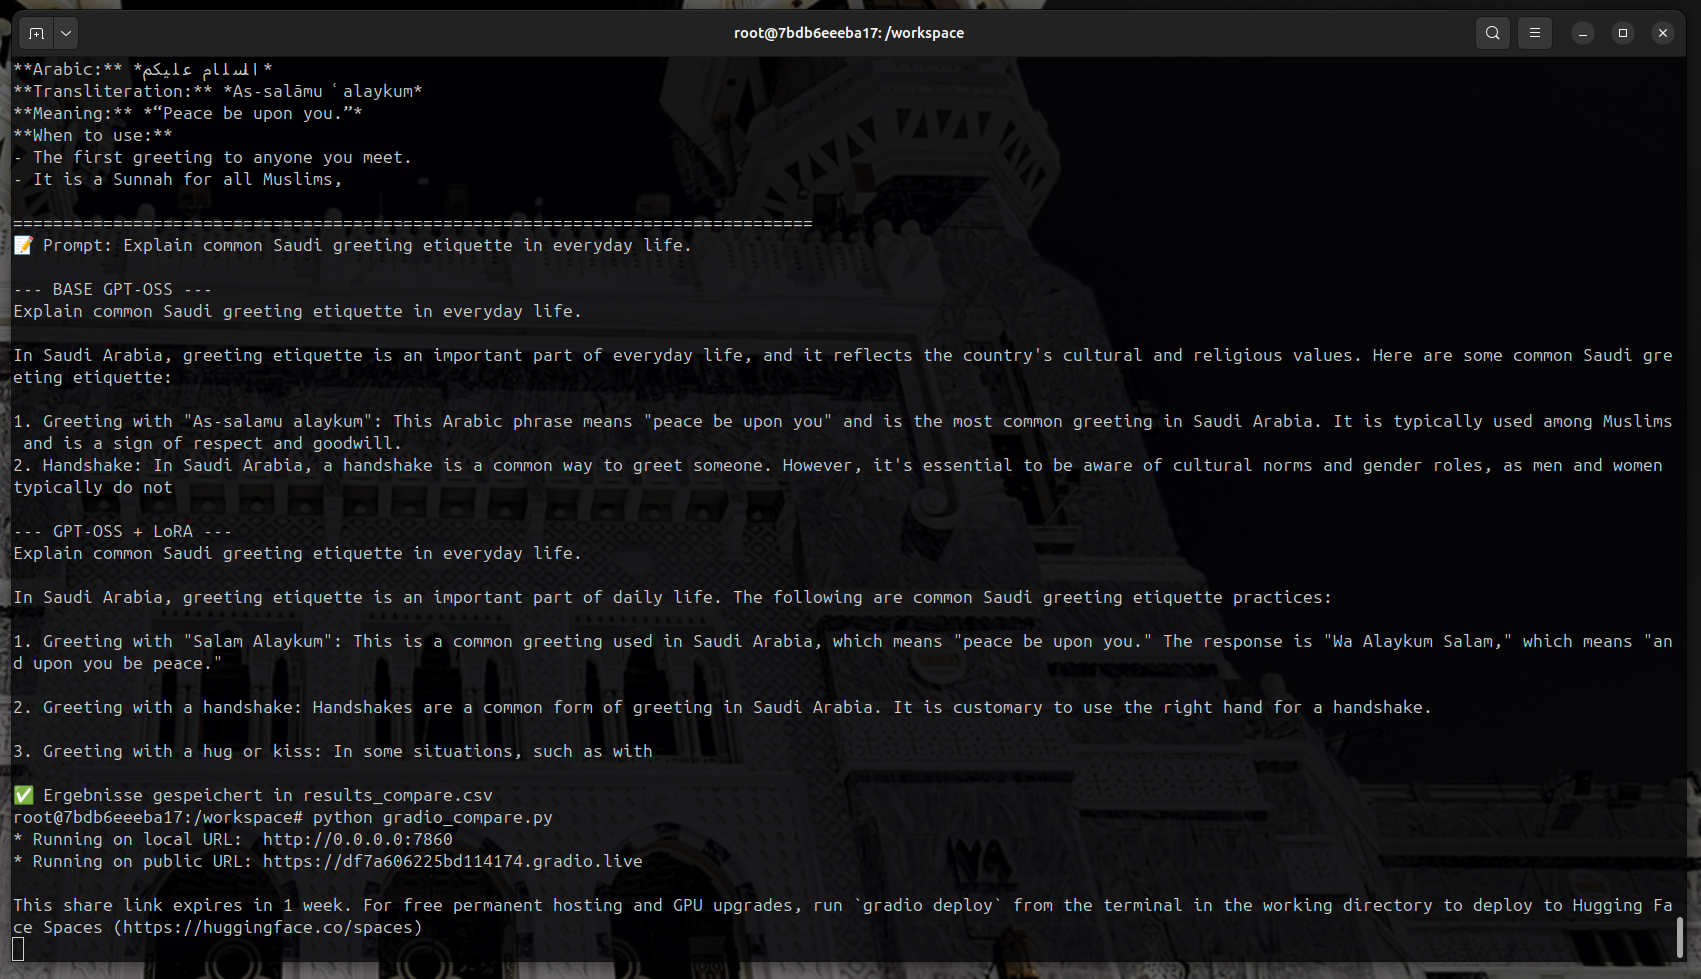 root@7bdb6eeeba17: /workspace
**Arabic:** *السلام عليكم*
**Transliteration:** *As-salāmu ʿalaykum*
**Meaning:** *“Peace be upon you.”*
**When to use:**
- The first greeting to anyone you meet.
- It is a Sunnah for all Muslims,
================================================================================
📝 Prompt: Explain common Saudi greeting etiquette in everyday life.
--- BASE GPT-OSS ---
Explain common Saudi greeting etiquette in everyday life.
In Saudi Arabia, greeting etiquette is an important part of everyday life, and it reflects the country's cultural and religious values. Here are some common Saudi gre
eting etiquette:
1. Greeting with "As-salamu alaykum": This Arabic phrase means "peace be upon you" and is the most common greeting in Saudi Arabia. It is typically used among Muslims
and is a sign of respect and goodwill.
2. Handshake: In Saudi Arabia, a handshake is a common way to greet someone. However, it's essential to be aware of cultural norms and gender roles, as men and women
typically do not
--- GPT-OSS + LoRA ---
Explain common Saudi greeting etiquette in everyday life.
In Saudi Arabia, greeting etiquette is an important part of daily life. The following are common Saudi greeting etiquette practices:
1. Greeting with "Salam Alaykum": This is a common greeting used in Saudi Arabia, which means "peace be upon you." The response is "Wa Alaykum Salam," which means "an
d upon you be peace."
2. Greeting with a handshake: Handshakes are a common form of greeting in Saudi Arabia. It is customary to use the right hand for a handshake.
3. Greeting with a hug or kiss: In some situations, such as with
✅ Ergebnisse gespeichert in results_compare.csv
root@7bdb6eeeba17:/workspace# python gradio_compare.py
* Running on local URL:  http://0.0.0.0:7860
* Running on public URL: https://df7a606225bd114174.gradio.live
This share link expires in 1 week. For free permanent hosting and GPU upgrades, run `gradio deploy` from the terminal in the working directory to deploy to Hugging Fa
ce Spaces (https://huggingface.co/spaces)